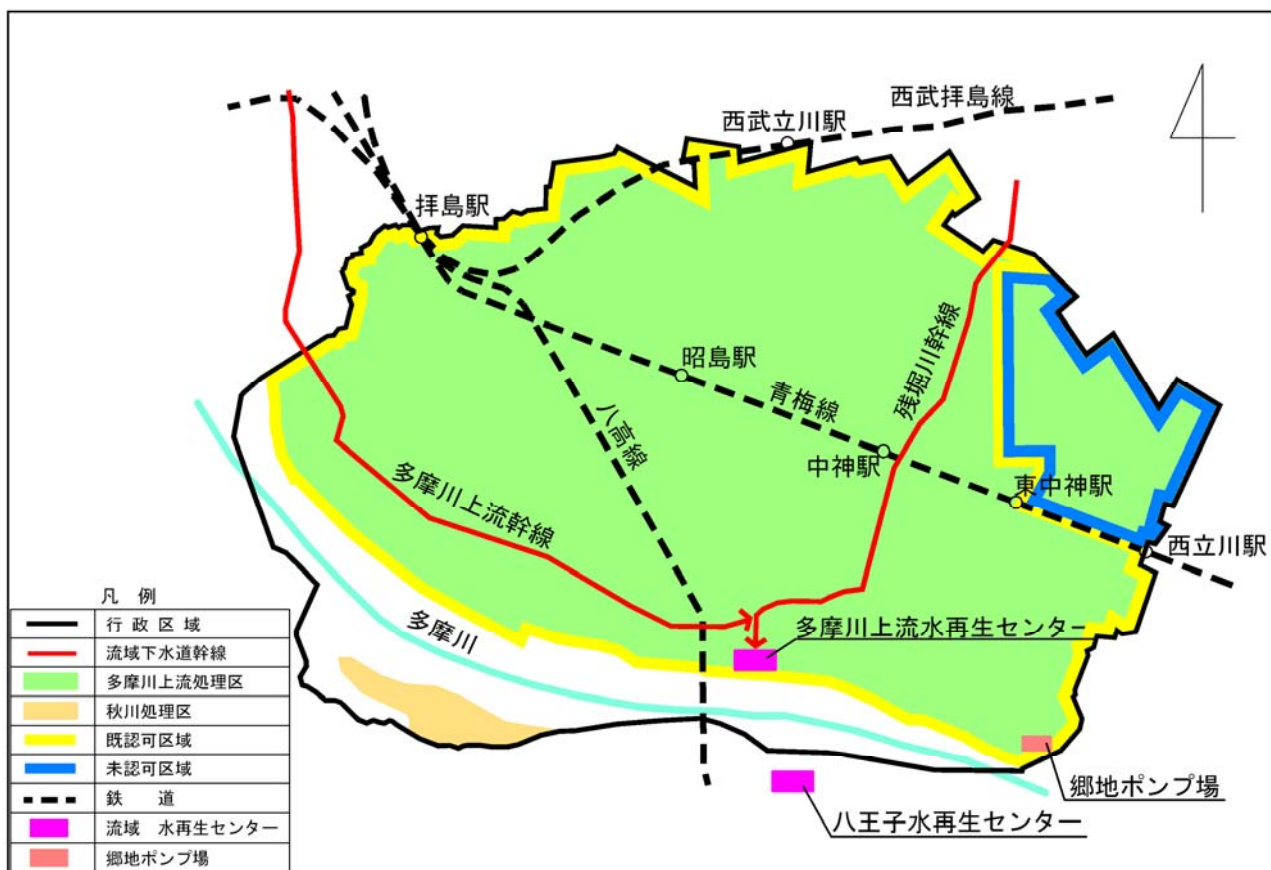 西武拝島線
西武立川駅
拝島駅
昭島駅
青梅線
残堀川幹線
八高線
中神駅
東中神駅
西立川駅
多摩川上流幹線
多摩川上流水再生センター
多摩川
郷地ポンプ場
八王子水再生センター
凡 例
行政区域
流域下水道幹線
多摩川上流処理区
秋川処理区
既認可区域
未認可区域
鉄 道
流域 水再生センター
郷地ポンプ場